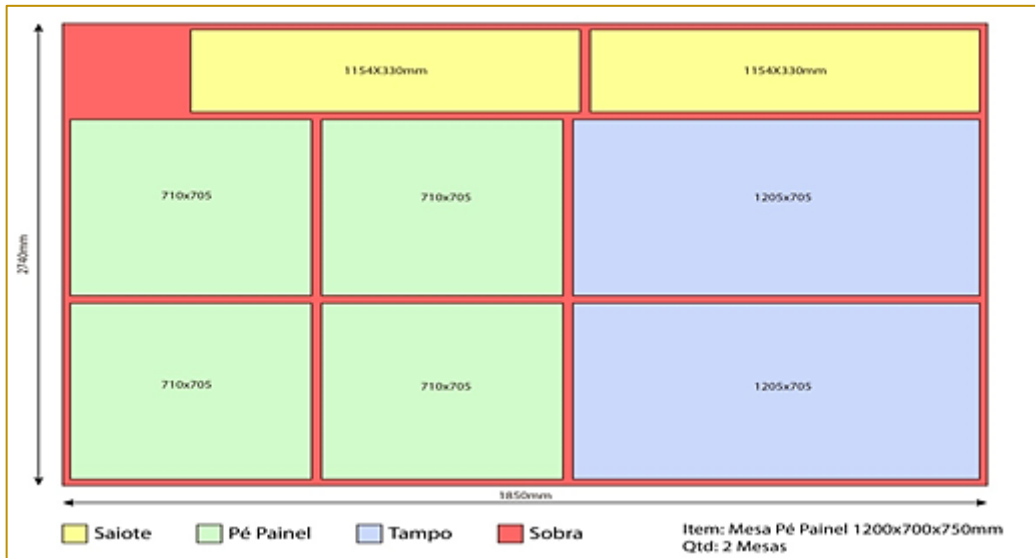 1154X330mm
1154X330mm
710x705
710x705
1205x705
2740mm
710x705
710x705
1205x705
1850mm
Saiote
Pé Painel
Tampo
Sobra
Item: Mesa Pé Painel 1200x700x750mm
Qtd: 2 Mesas